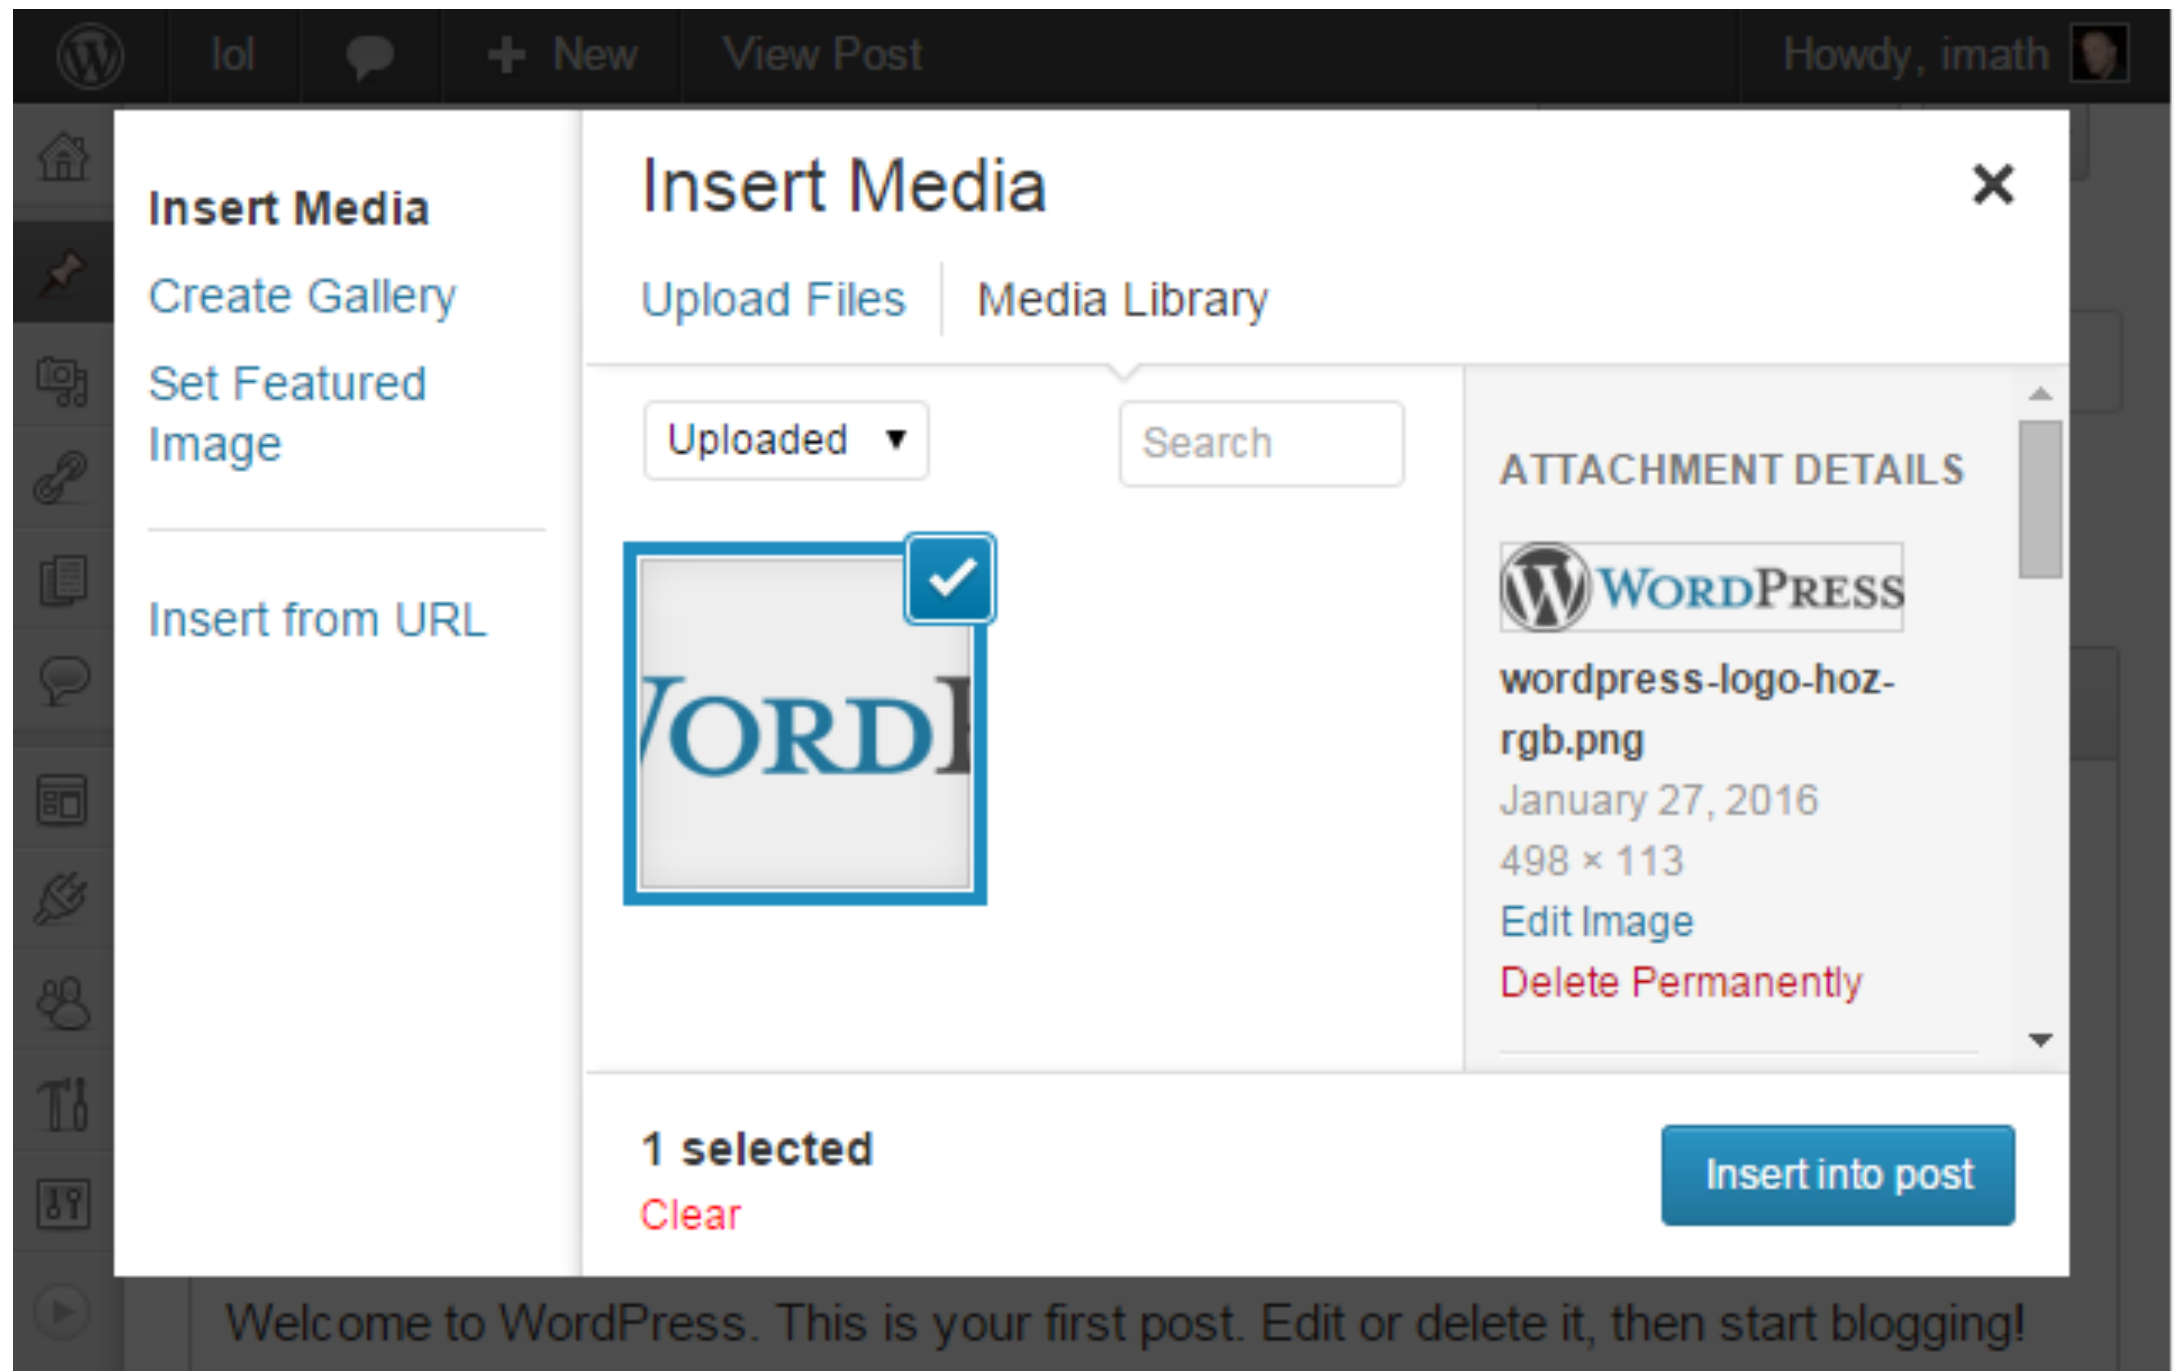 lol
New
View Post
Howdy, imath
Insert Media
Create Gallery
Set Featured
Image
Insert from URL
Insert Media
Upload Files
Media Library
Uploaded
Search
WORDP
ATTACHMENT DETAILS
WORDPRESS
wordpress-logo-hoz-
rgb.png
January 27, 2016
498 × 113
Edit Image
Delete Permanently
1 selected
Clear
Insert into post
Welcome to WordPress. This is your first post. Edit or delete it, then start blogging!